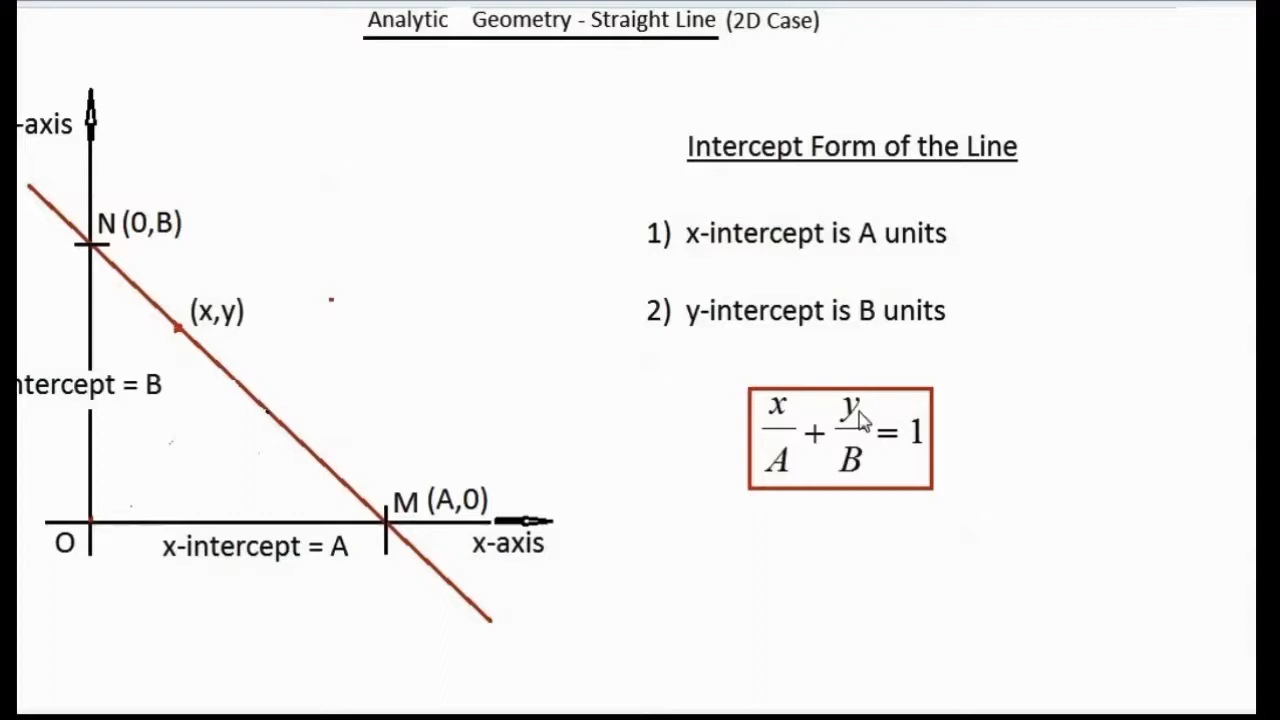 Analytic Geometry - Straight Line (2D Case)
-axis
N (0,B)
(x,y)
ntercept = B
M (A,0)
O
x-intercept = A
x-axis
Intercept Form of the Line
1) x-intercept is A units
2) y-intercept is B units
x/A + y/B = 1